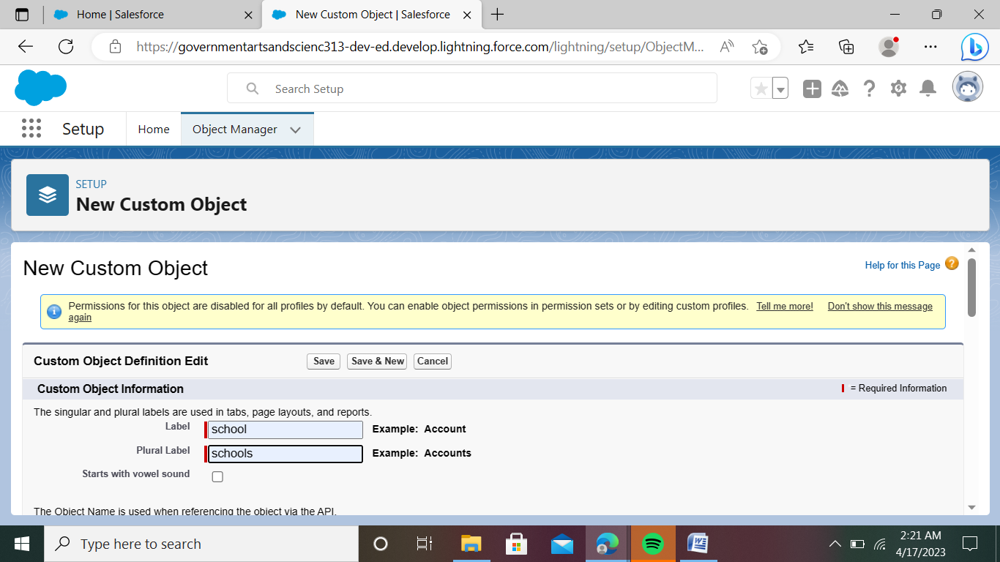 Home | Salesforce
New Custom Object | Salesforce
https://governmentartsandscienc313-dev-ed.develop.lightning.force.com/lightning/setup/ObjectM...
Search Setup
Setup
Home
Object Manager
SETUP
New Custom Object
New Custom Object
Help for this Page
Permissions for this object are disabled for all profiles by default. You can enable object permissions in permission sets or by editing custom profiles. Tell me more! Don't show this message
again
Custom Object Definition Edit
Save
Save & New
Cancel
Custom Object Information
= Required Information
The singular and plural labels are used in tabs, page layouts, and reports.
Label school Example: Account
Plural Label schools Example: Accounts
Starts with vowel sound
The Object Name is used when referencing the object via the API.
Type here to search
2:21 AM
4/17/2023